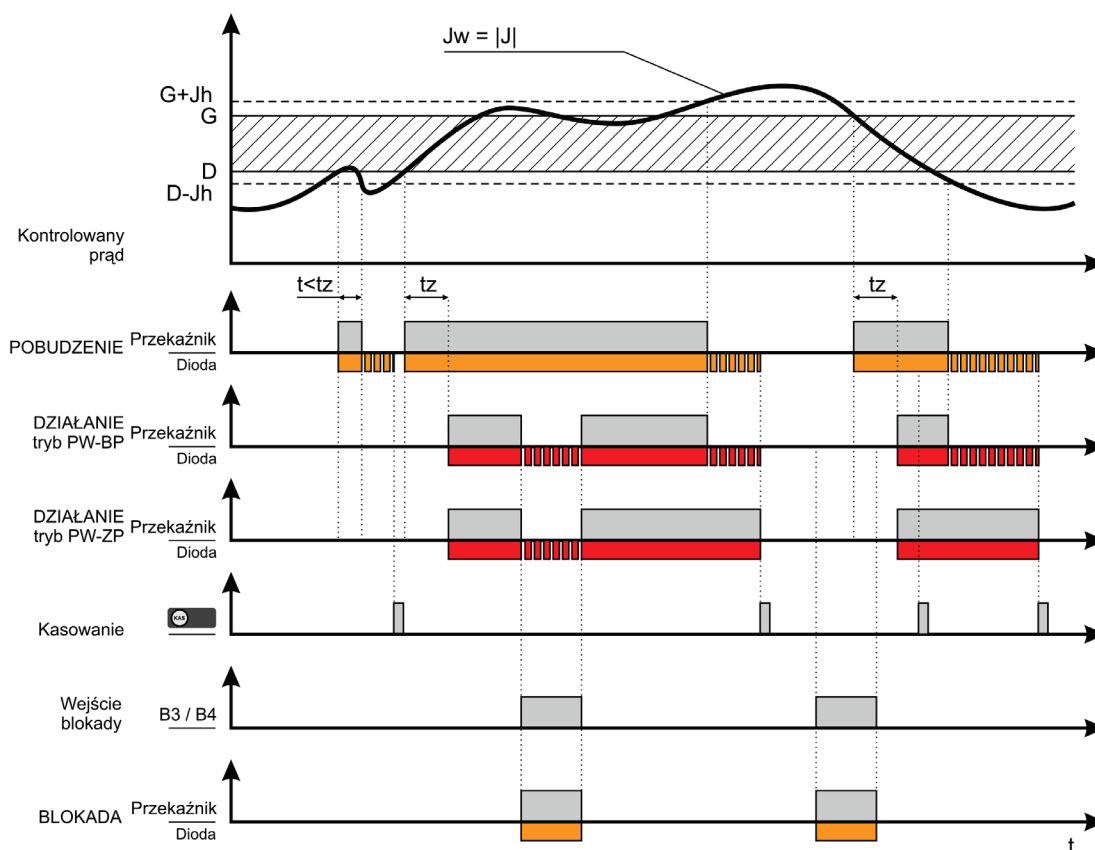 Jw = |J|
G+Jh
G
D
D-Jh
Kontrolowany
prąd
t<tz
tz
tz
POBUDZENIE
Przekaźnik
Dioda
DZIAŁANIE
tryb PW-BP
Przekaźnik
Dioda
DZIAŁANIE
tryb PW-ZP
Przekaźnik
Dioda
Kasowanie
KAS
Wejście
blokady
B3 / B4
BLOKADA
Przekaźnik
Dioda
t